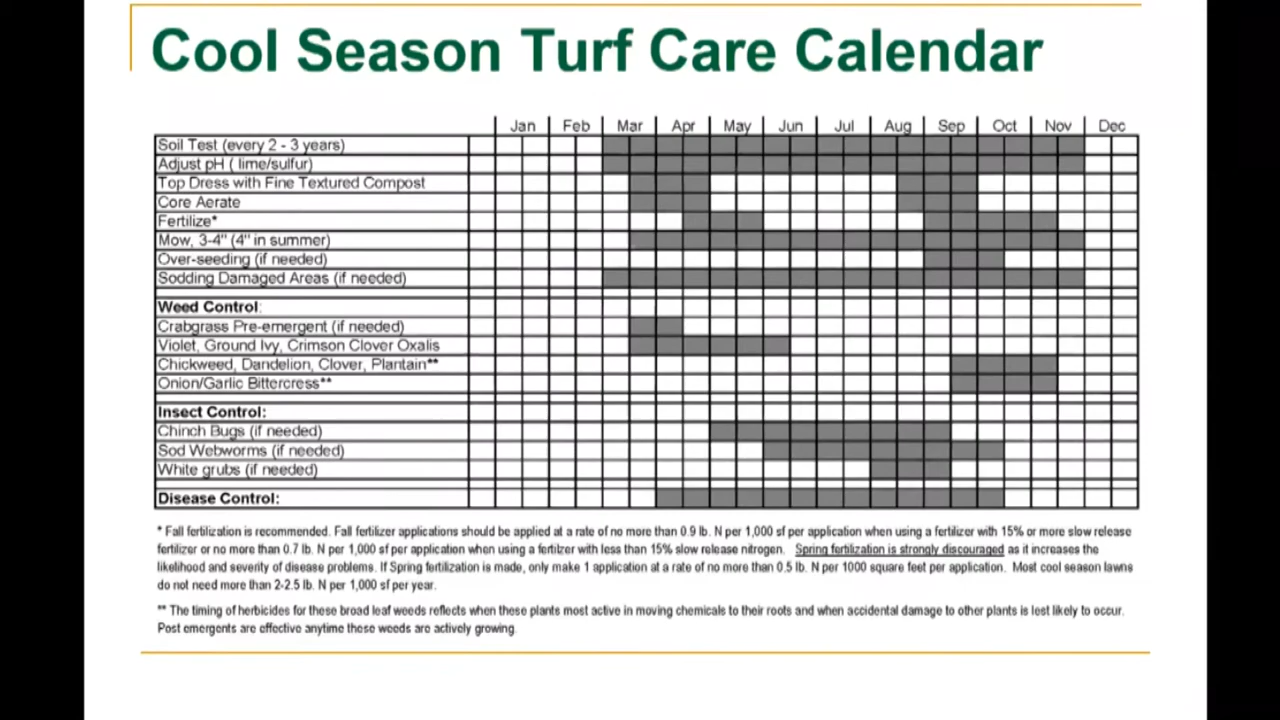 Cool Season Turf Care Calendar
Jan Feb Mar Apr May Jun Jul Aug Sep Oct Nov Dec
Soil Test (every 2 - 3 years)
Adjust pH ( lime/sulfur)
Top Dress with Fine Textured Compost
Core Aerate
Fertilize*
Mow, 3-4" (4" in summer)
Over-seeding (if needed)
Sodding Damaged Areas (if needed)
Weed Control:
Crabgrass Pre-emergent (if needed)
Violet, Ground Ivy, Crimson Clover Oxalis
Chickweed, Dandelion, Clover, Plantain**
Onion/Garlic Bittercress**
Insect Control:
Chinch Bugs (if needed)
Sod Webworms (if needed)
White grubs (if needed)
Disease Control:
* Fall fertilization is recommended. Fall fertilizer applications should be applied at a rate of no more than 0.9 lb. N per 1,000 sf per application when using a fertilizer with 15% or more slow release
fertilizer or no more than 0.7 lb. N per 1,000 sf per application when using a fertilzer with less than 15% slow release nitrogen. Spring fertilization is strongly discouraged as it increases the
likelihood and severity of disease problems. If Spring fertilization is made, only make 1 application at a rate of no more than 0.5 lb. N per 1000 square feet per application. Most cool season lawns
do not need more than 2-2.5 lb. N per 1,000 sf per year.
** The timing of herbicides for these broad leaf weeds reflects when these plants most active in moving chemicals to their roots and when accidental damage to other plants is lest likely to occur.
Post emergents are effective anytime these weeds are actively growing.